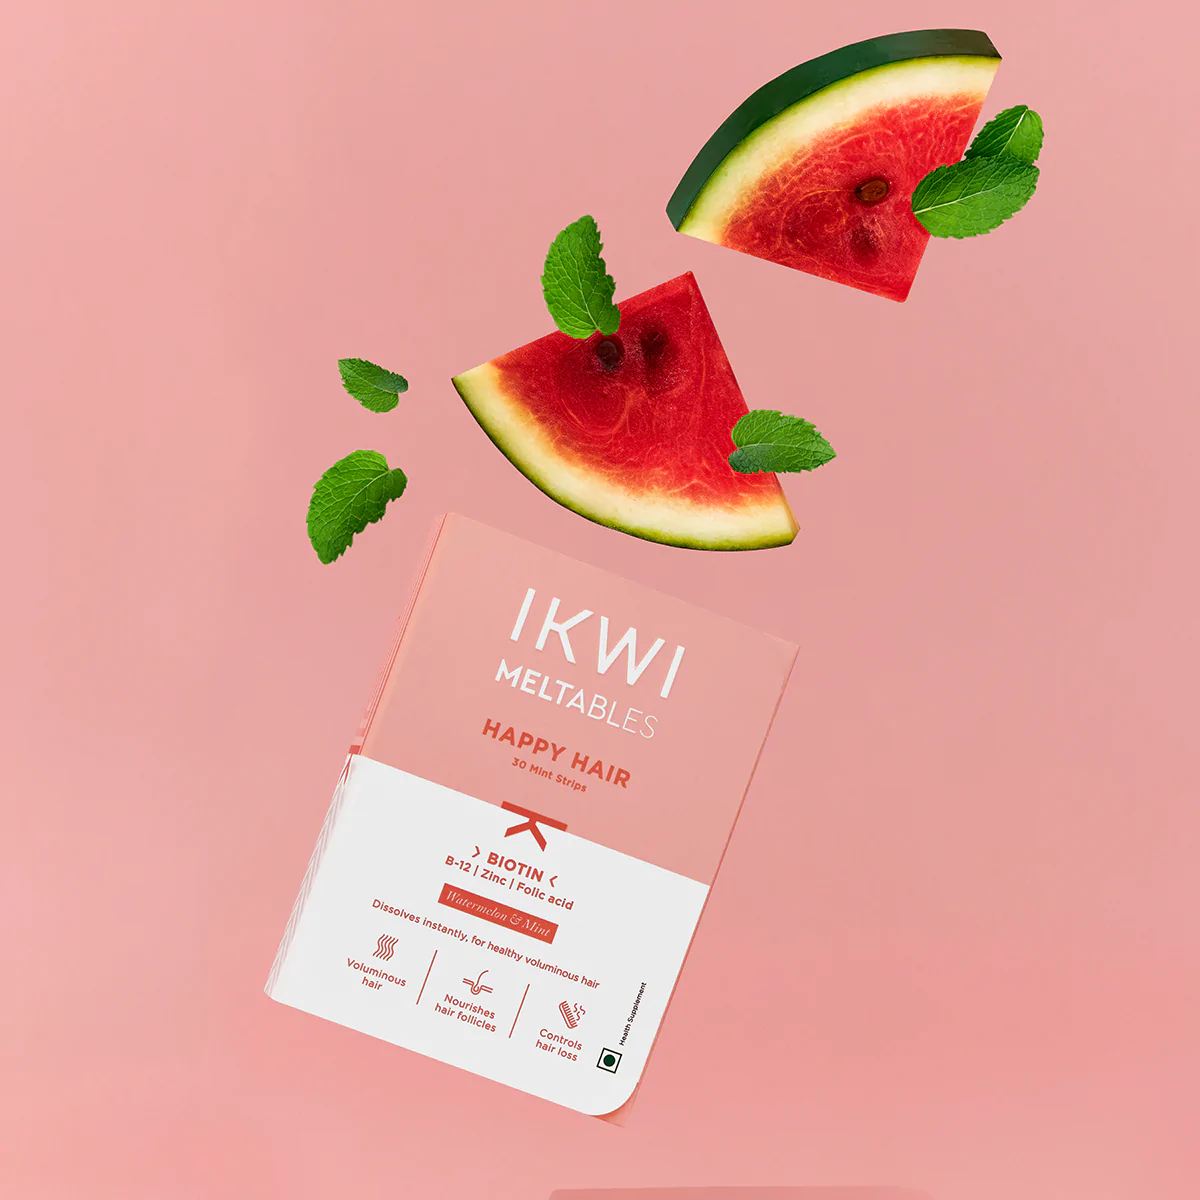 IKWI
MELTABLES
HAPPY HAIR
30 Mint Strips
› BIOTIN ‹
B-12 | Zinc | Folic acid
Watermelon & Mint
Dissolves instantly, for healthy voluminous hair
Voluminous
hair
Nourishes
hair follicles
Controls
hair loss
Health Supplement